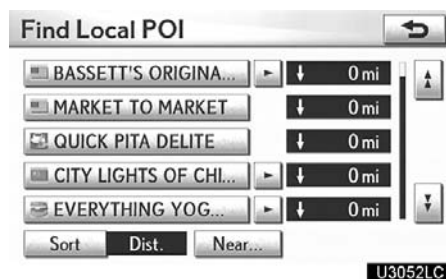 Find Local POI
BASSETT'S ORIGINA... 0 mi
MARKET TO MARKET 0 mi
QUICK PITA DELITE 0 mi
CITY LIGHTS OF CHI... 0 mi
EVERYTHING YOG... 0 mi
Sort Dist. Near...
U3052LC